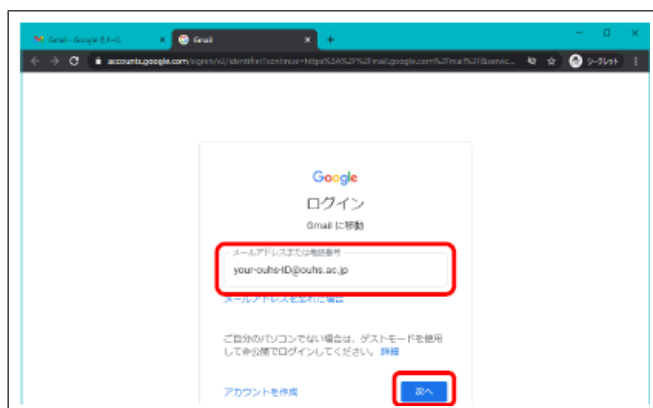 Gmail
accounts.google.com/signin/v2/identifier?continue=https%3A%2F%2Fmail.google.com%2Fmail%2F&servic...
シークレット
Google
ログイン
Gmail に移動
メールアドレスまたは電話番号
your-ouhs-ID@ouhs.ac.jp
メールアドレスを忘れた場合
ご自分のパソコンでない場合は、ゲストモードを使用
して非公開でログインしてください。 詳細
アカウントを作成
次へ